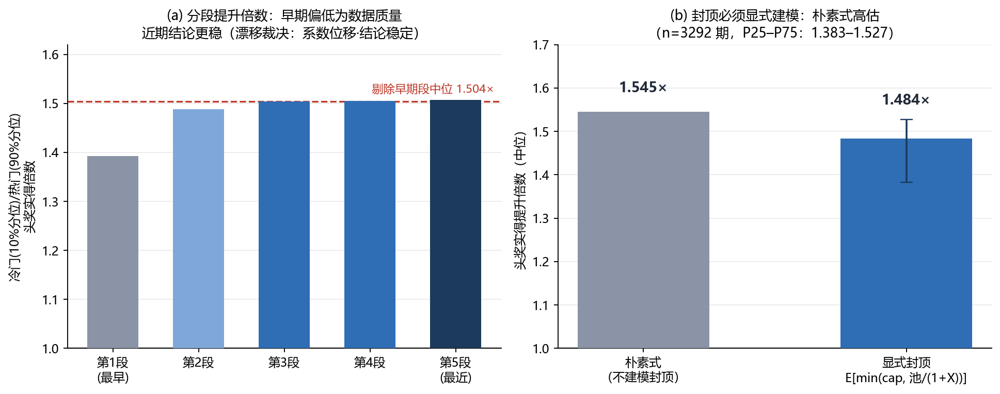 (a) 分段提升倍数：早期偏低为数据质量
近期结论更稳（漂移裁决：系数位移·结论稳定）
冷门(10%分位)/热门(90%分位)
头奖实得倍数
1.6
1.5
1.4
1.3
1.2
1.1
1.0
剔除早期段中位 1.504×
第1段
(最早)
第2段
第3段
第4段
第5段
(最近)
(b) 封顶必须显式建模：朴素式高估
（n=3292 期，P25–P75：1.383–1.527）
头奖实得提升倍数（中位）
1.7
1.6
1.5
1.4
1.3
1.2
1.1
1.0
1.545×
1.484×
朴素式
（不建模封顶）
显式封顶
E[min(cap, 池/(1+X))]